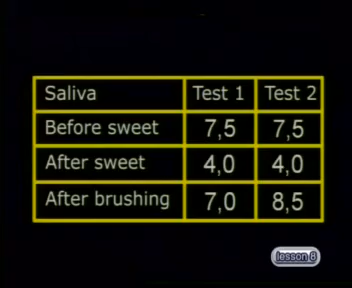 Saliva Test 1 Test 2
Before sweet 7,5 7,5
After sweet 4,0 4,0
After brushing 7,0 8,5
lesson 8